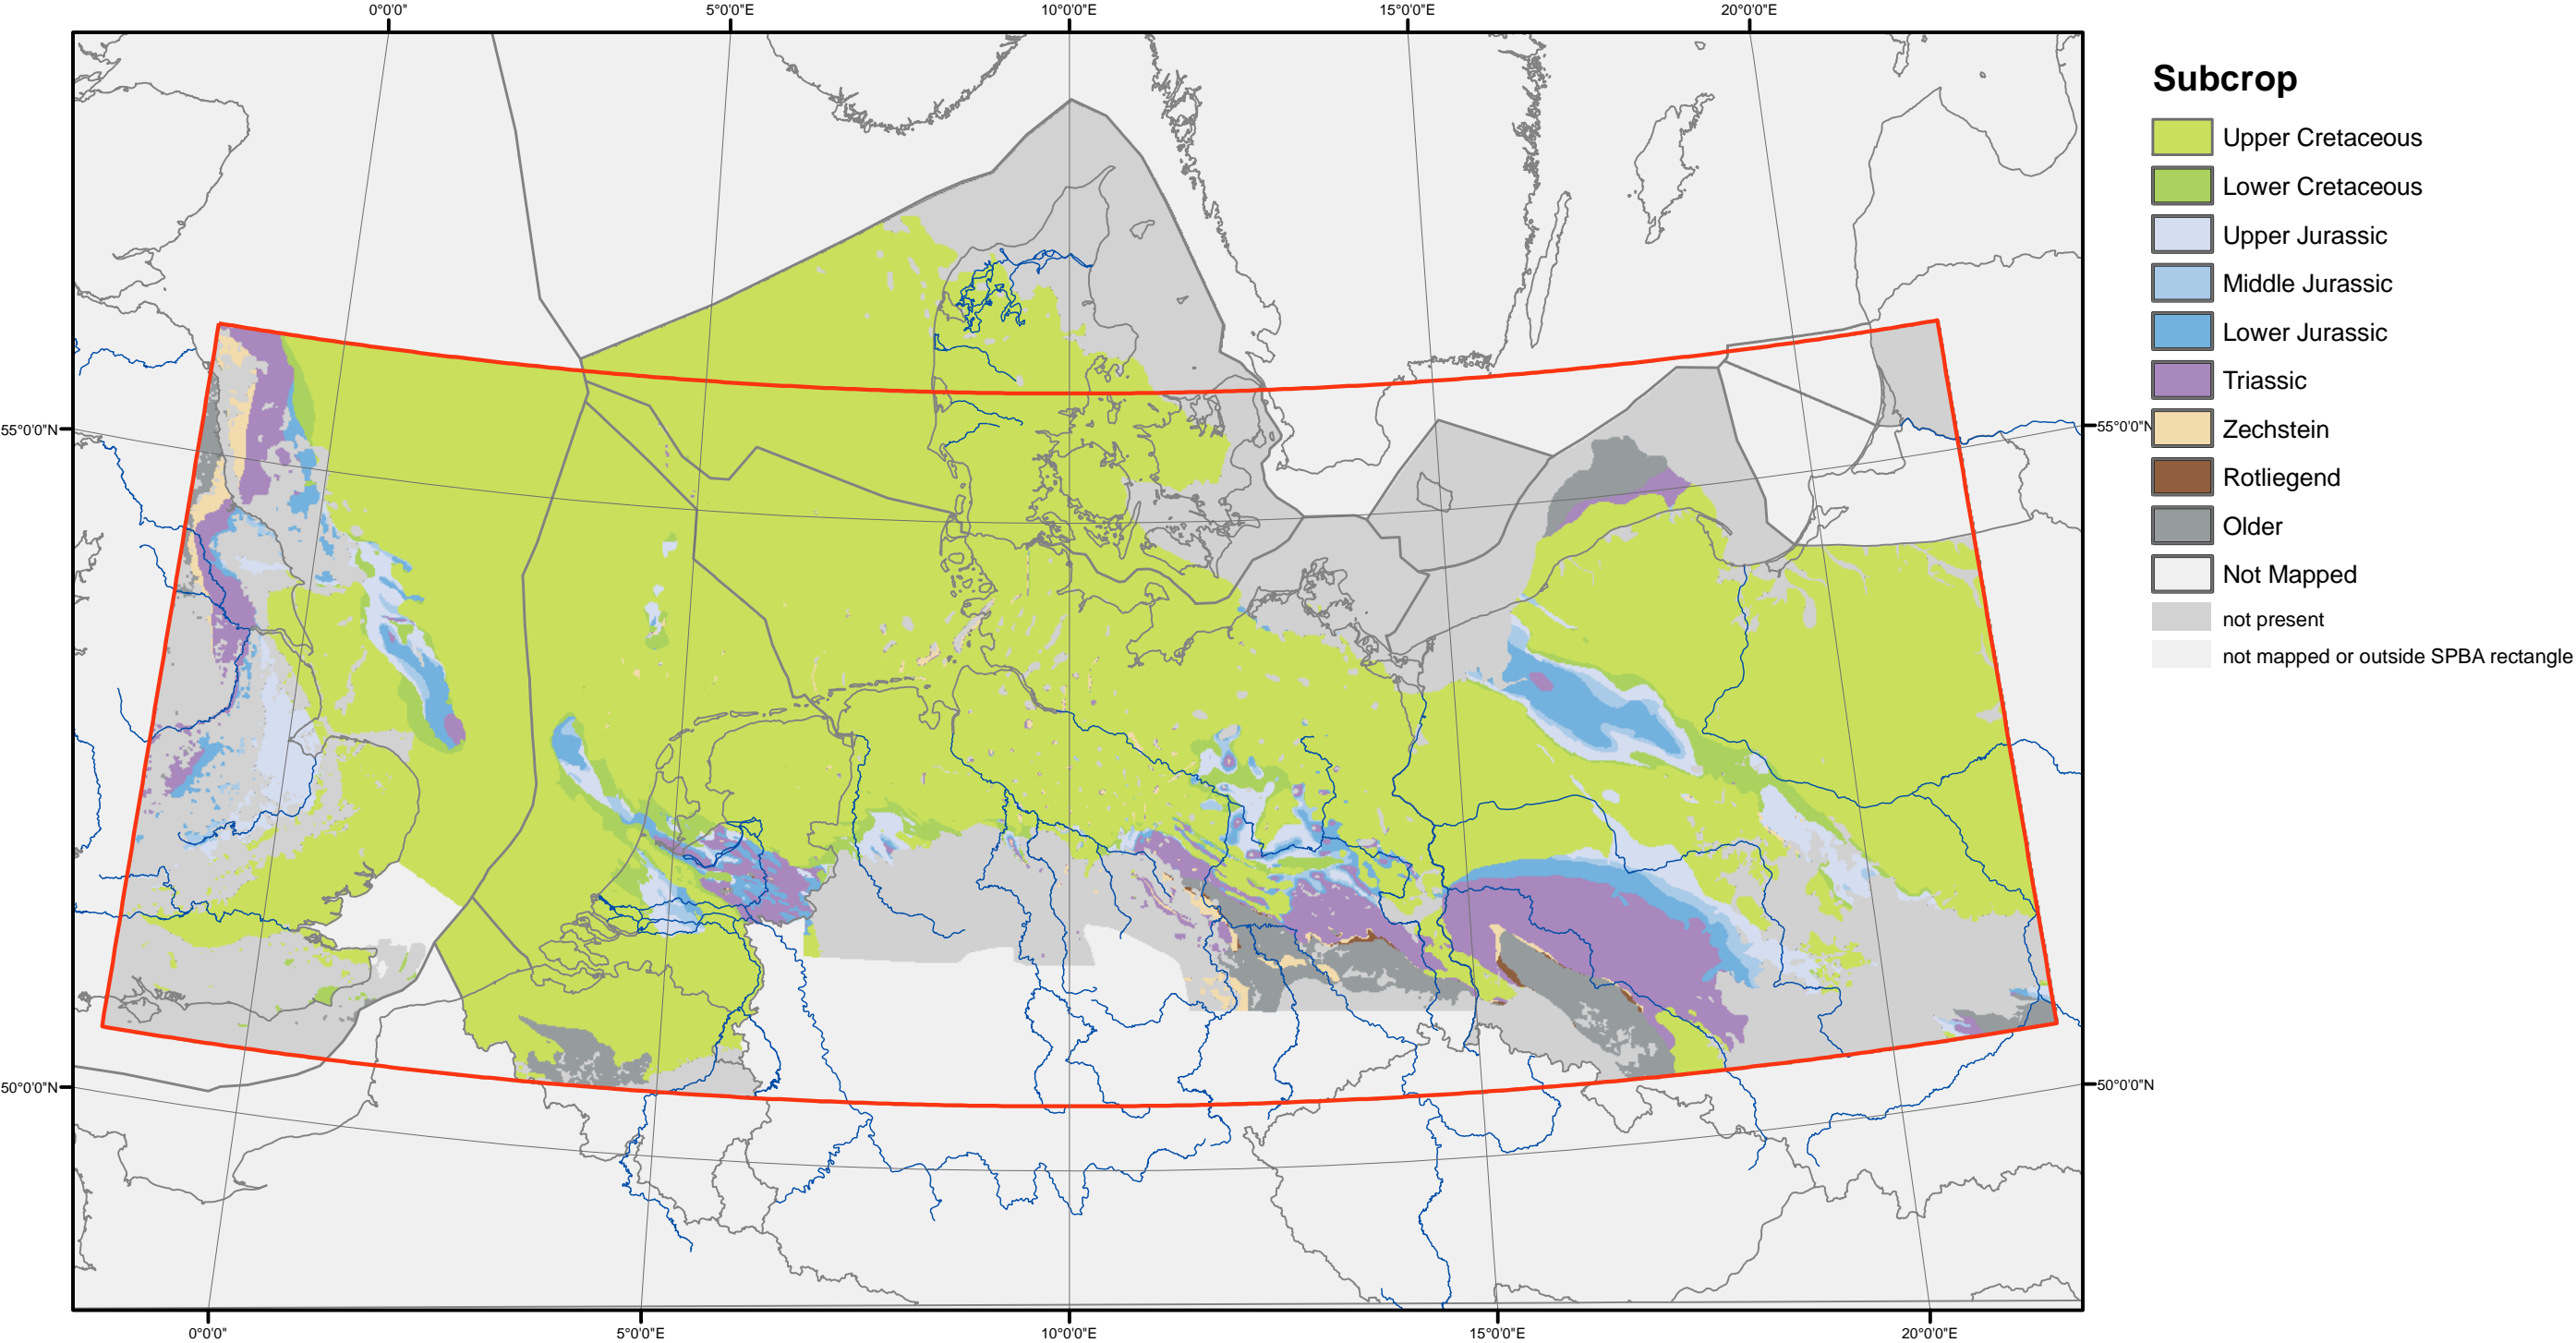 0°0'0" 5°0'0"E 10°0'0"E 15°0'0"E 20°0'0"E
Subcrop
Upper Cretaceous
Lower Cretaceous
Upper Jurassic
Middle Jurassic
Lower Jurassic
Triassic
55°0'0"N 55°0'0"N
Zechstein
Rotliegend
Older
Not Mapped
not present
not mapped or outside SPBA rectangle
50°0'0"N 50°0'0"N
0°0'0" 5°0'0"E 10°0'0"E 15°0'0"E 20°0'0"E